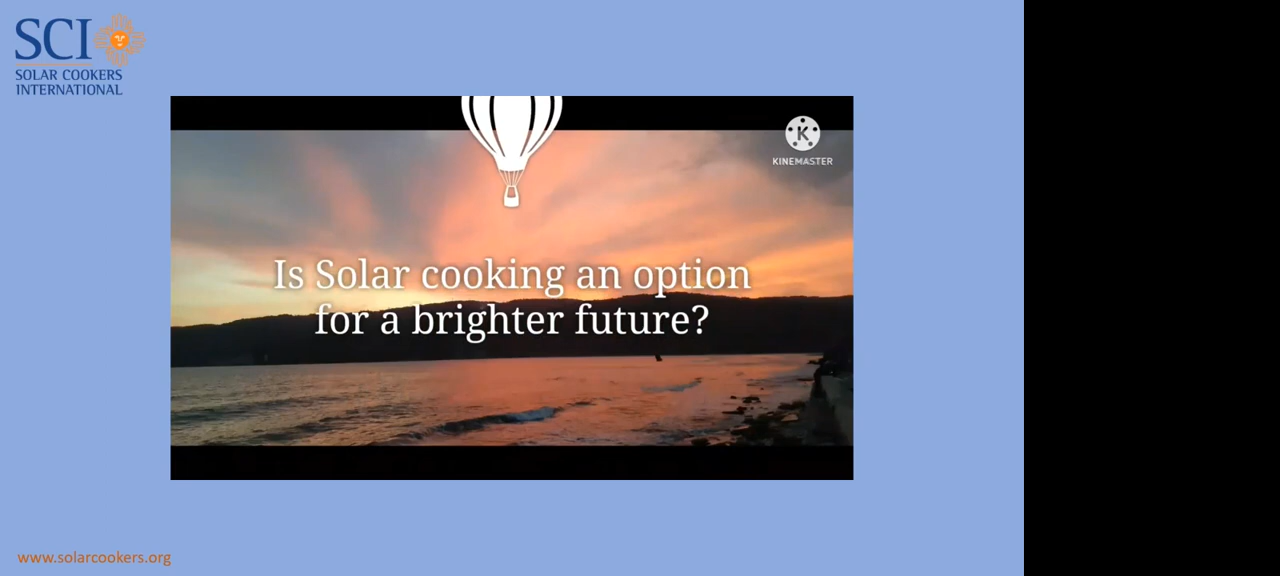 SCI
SOLAR COOKERS
INTERNATIONAL
K
KINEMASTER
Is Solar cooking an option
for a brighter future?
www.solarcookers.org